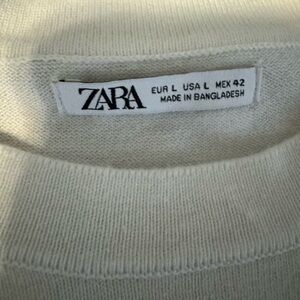 ZARA
EUR L USA L MEX 42
MADE IN BANGLADESH